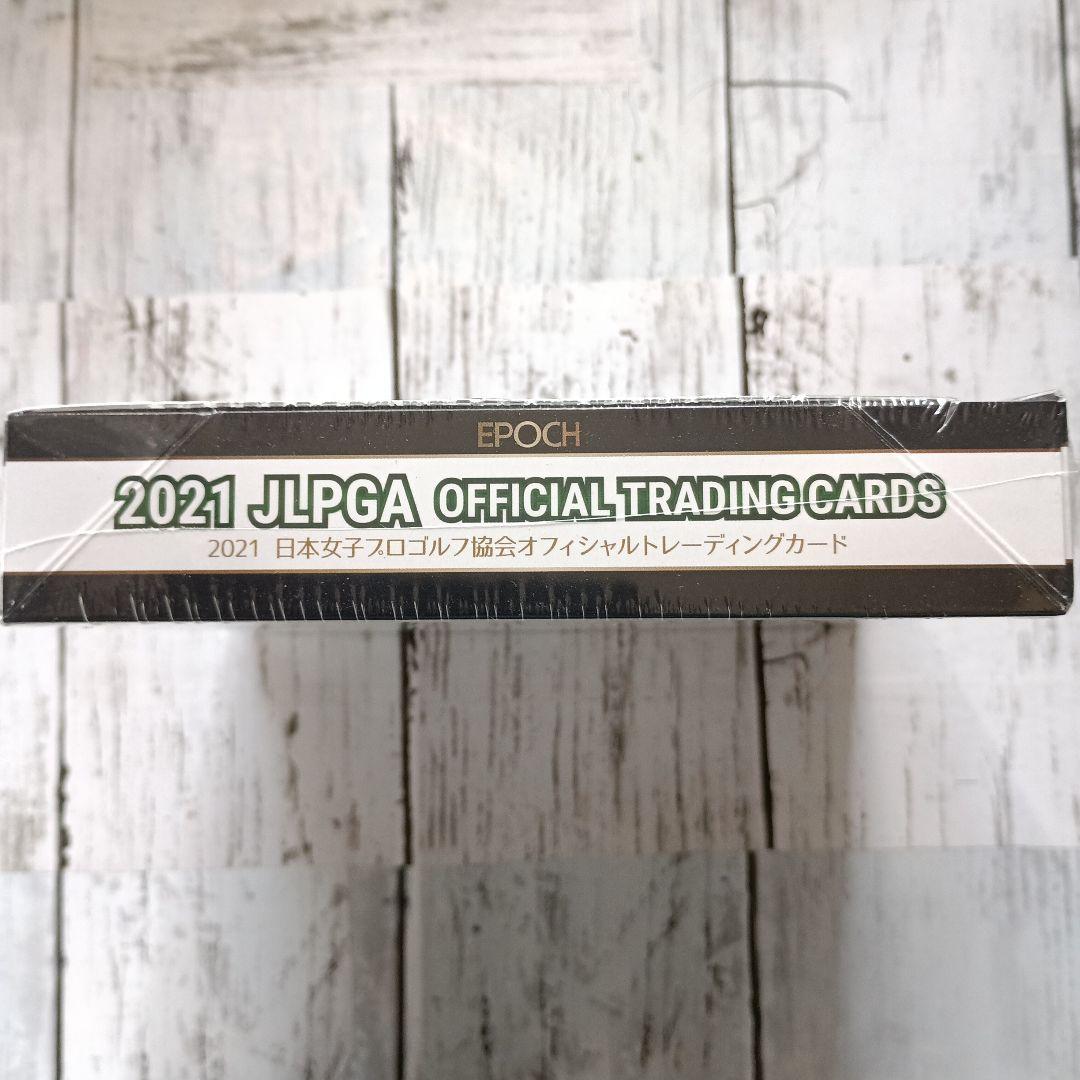 EPOCH
2021 JLPGA OFFICIAL TRADING CARDS
2021 日本女子プロゴルフ協会オフィシャルトレーディングカード